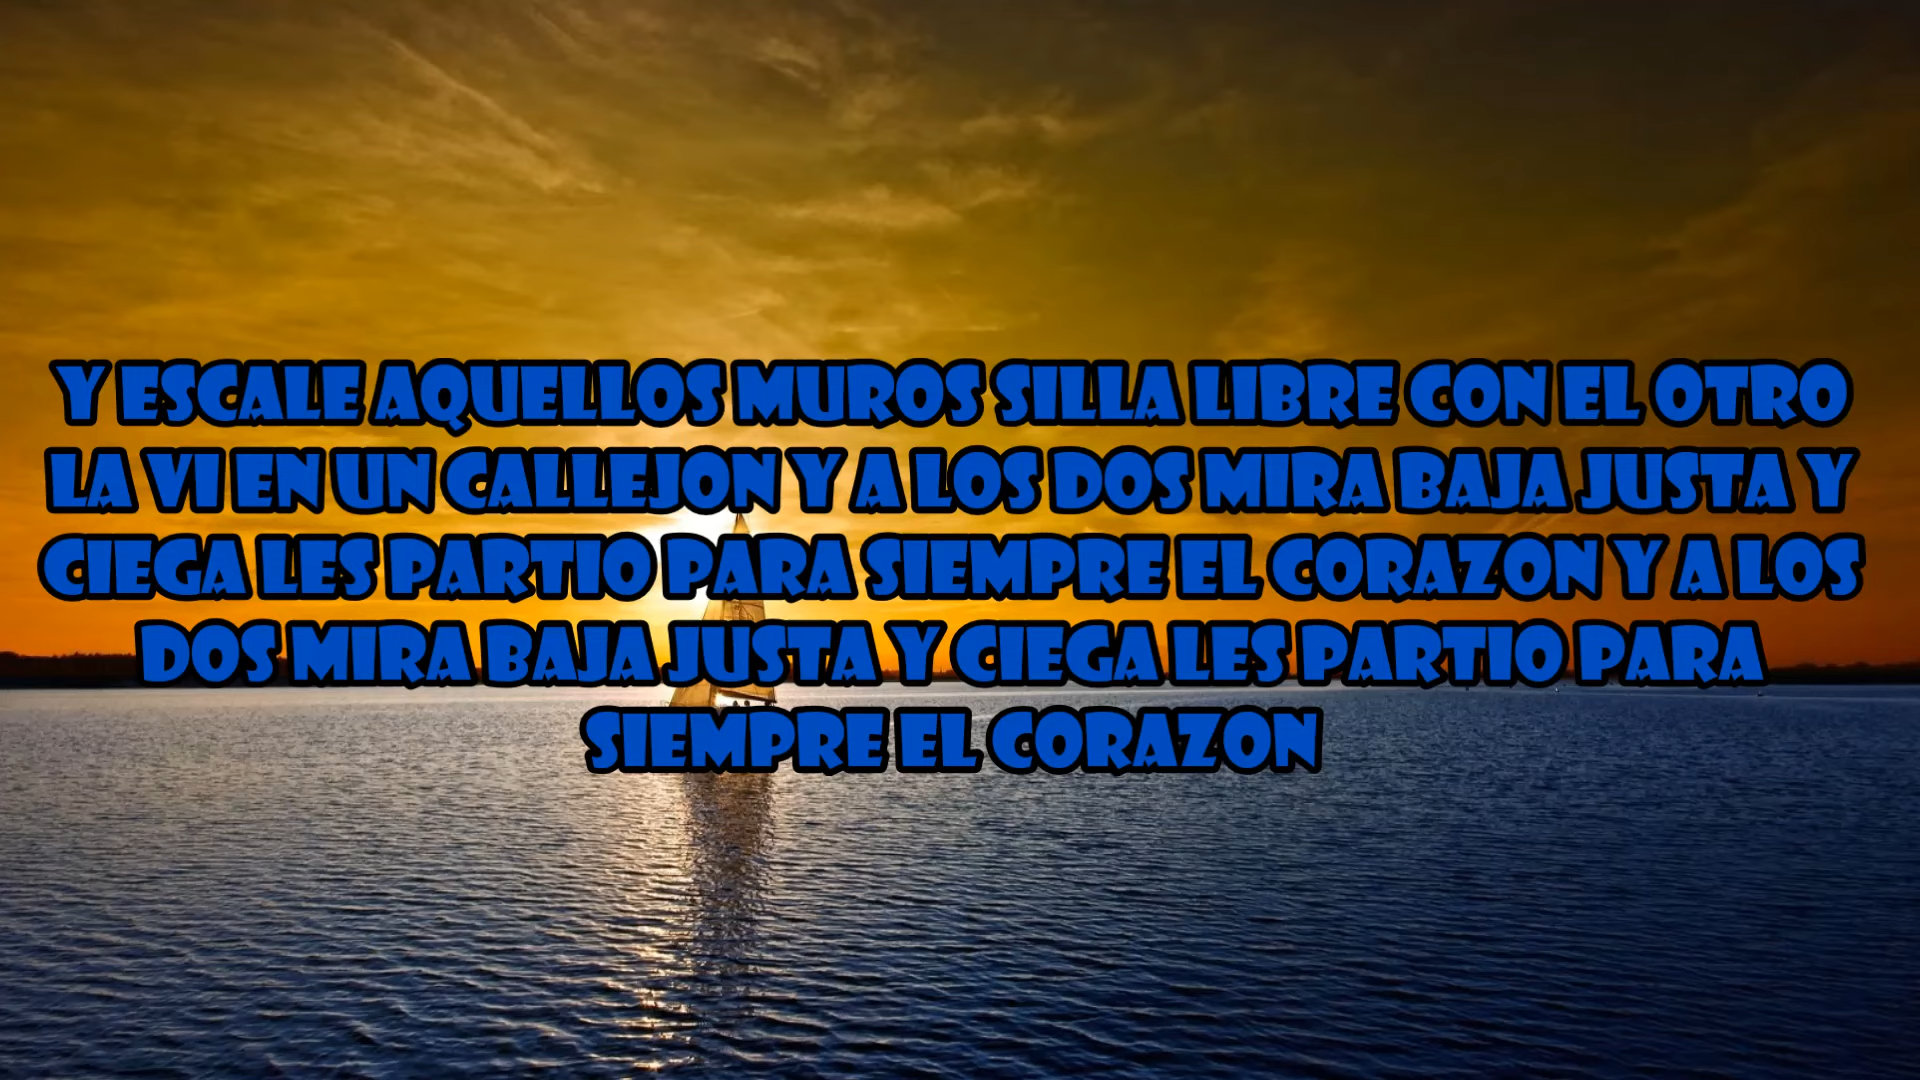 Y ESCALE AQUELLOS MUROS SILLA LIBRE CON EL OTRO
LA VI EN UN CALLEJON Y A LOS DOS MIRA BAJA JUSTA Y
CIEGA LES PARTIO PARA SIEMPRE EL CORAZON Y A LOS
DOS MIRA BAJA JUSTA Y CIEGA LES PARTIO PARA
SIEMPRE EL CORAZON